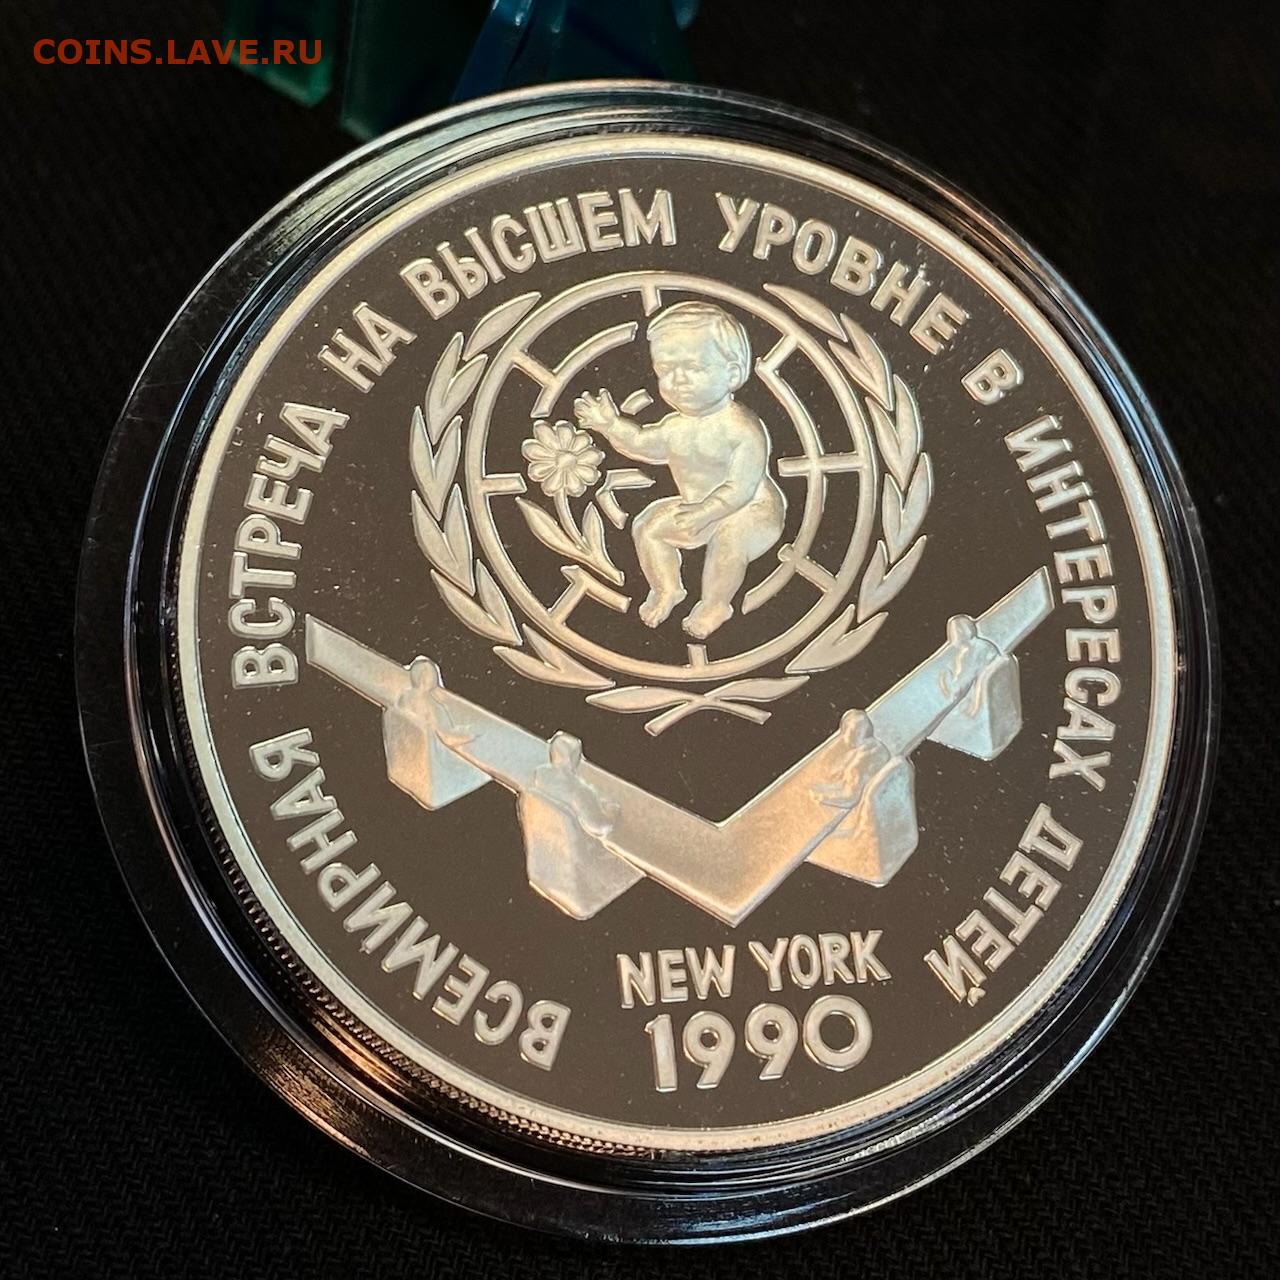 COINS.LAVE.RU
ВСЕМИРНАЯ ВСТРЕЧА НА ВЫСШЕМ УРОВНЕ В ИНТЕРЕСАХ ДЕТЕЙ
NEW YORK
1990